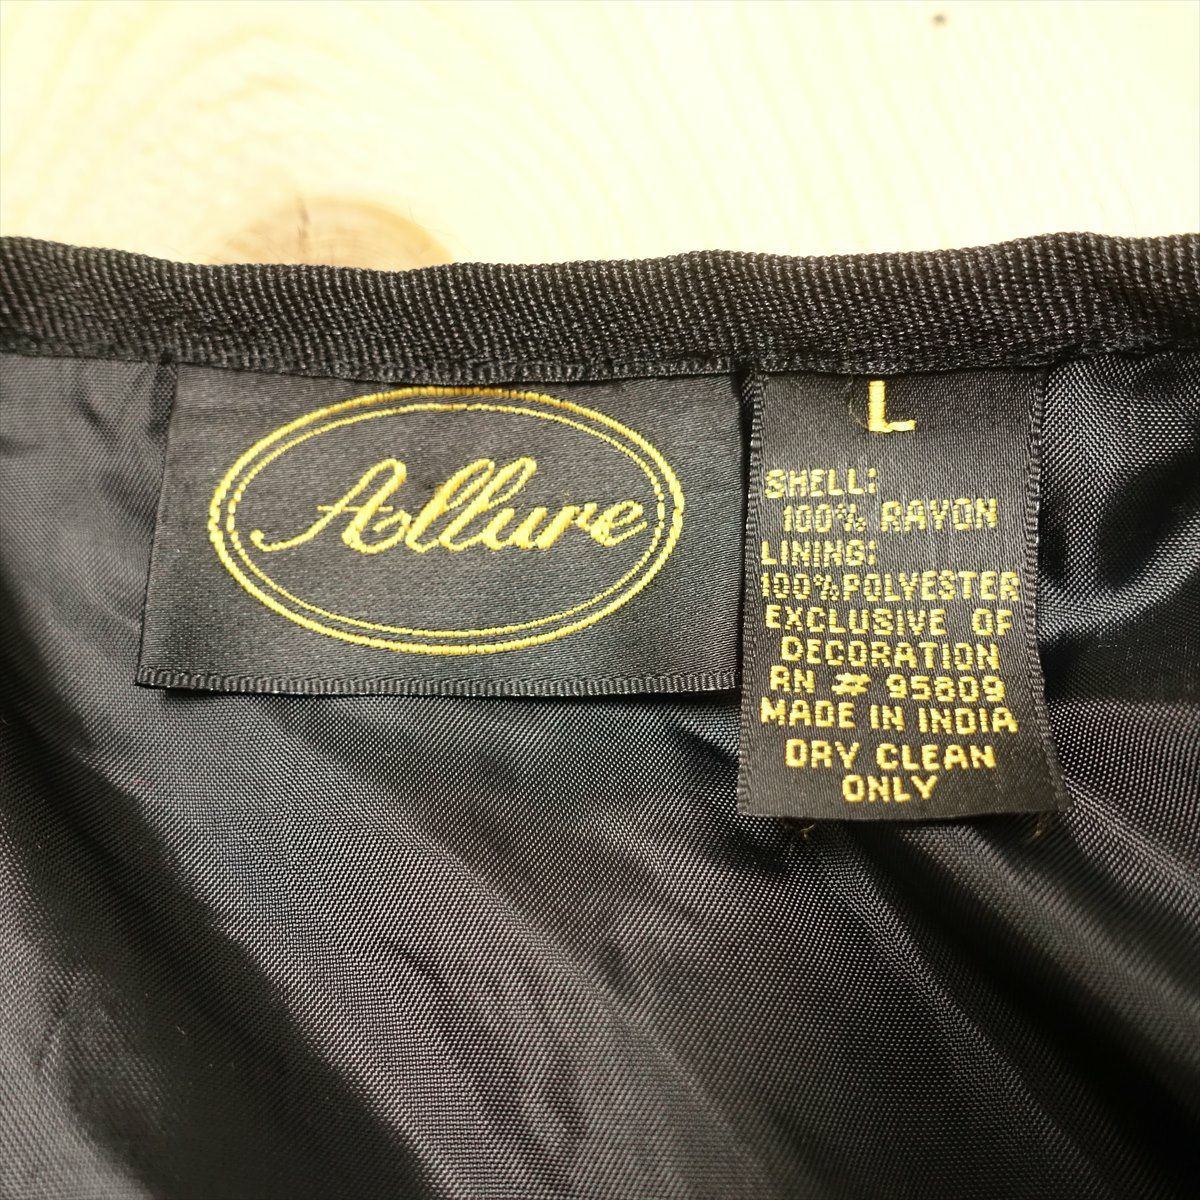 Allure
L
SHELL:
100% RAYON
LINING:
100% POLYESTER
EXCLUSIVE OF
DECORATION
RN # 95809
MADE IN INDIA
DRY CLEAN
ONLY